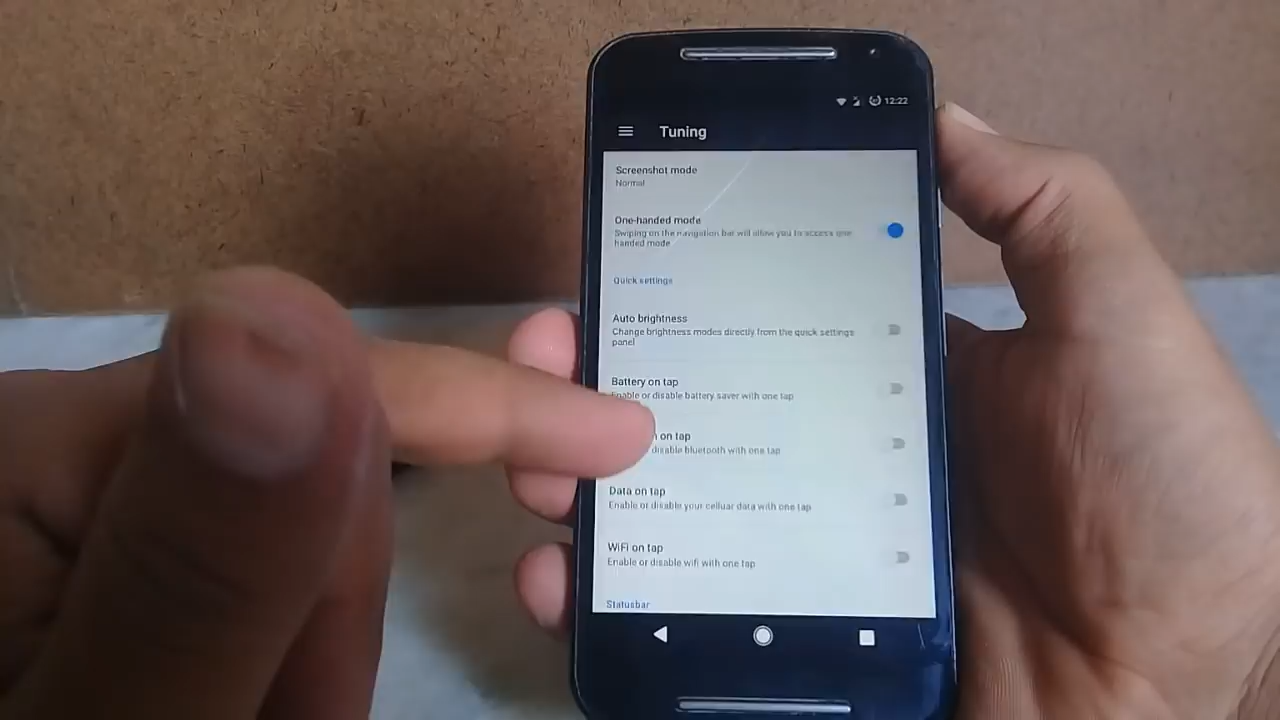 12:22
Tuning
Screenshot mode
Normal
One-handed mode
Swiping on the navigation bar will allow you to access one
handed mode
Quick settings
Auto brightness
Change brightness modes directly from the quick settings
panel
Battery on tap
Enable or disable battery saver with one tap
on tap
disable bluetooth with one tap
Data on tap
Enable or disable your celluar data with one tap
WiFi on tap
Enable or disable wifi with one tap
Statusbar